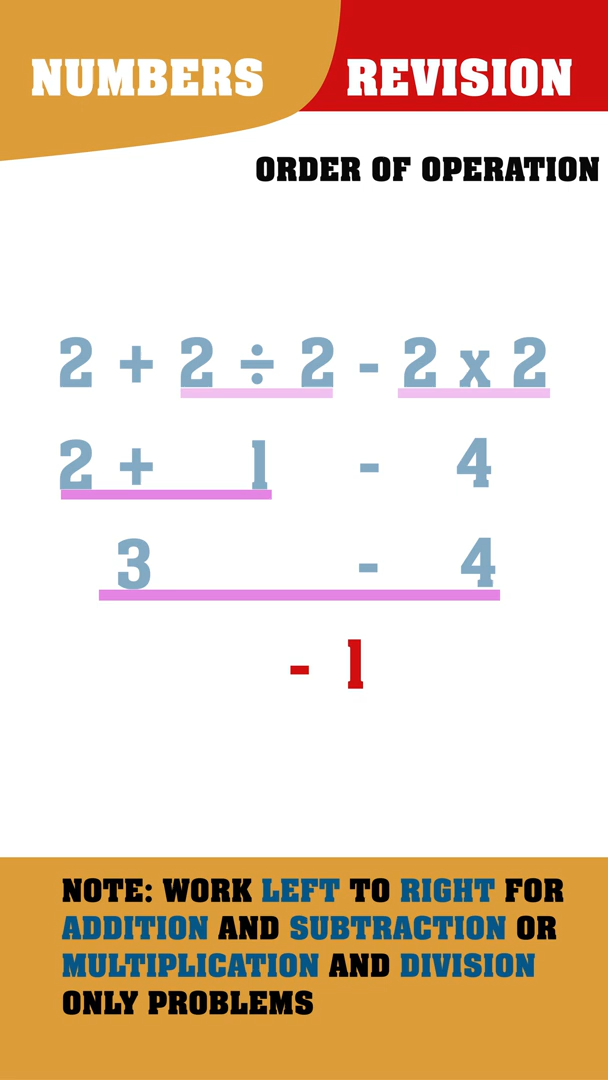 NUMBERS REVISION
ORDER OF OPERATION
2 + 2 ÷ 2 - 2 x 2
2 + 1 - 4
3 - 4
- 1
NOTE: WORK LEFT TO RIGHT FOR
ADDITION AND SUBTRACTION OR
MULTIPLICATION AND DIVISION
ONLY PROBLEMS